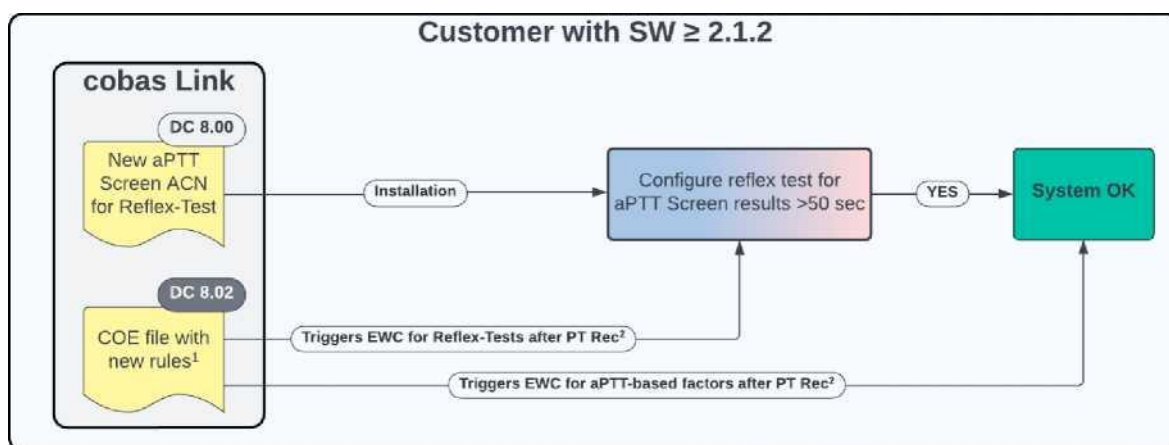 Customer with SW ≥ 2.1.2
cobas Link
DC 8.00
New aPTT
Screen ACN
for Reflex-Test
Installation
Configure reflex test for
aPTT Screen results >50 sec
YES
System OK
DC 8.02
COE file with
new rules¹
Triggers EWC for Reflex-Tests after PT Rec²
Triggers EWC for aPTT-based factors after PT Rec²